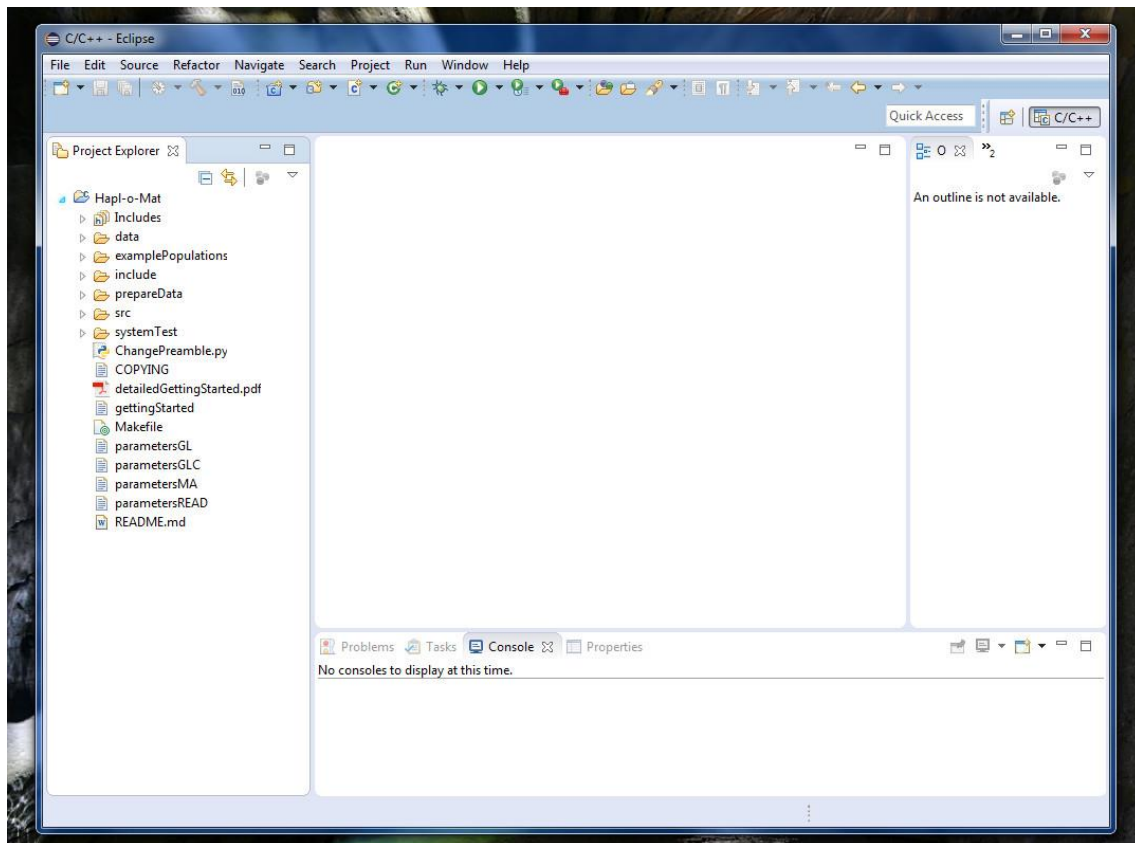 C/C++ - Eclipse
File Edit Source Refactor Navigate Search Project Run Window Help
Quick Access C/C++
Project Explorer
Hapl-o-Mat
Includes
data
examplePopulations
include
prepareData
src
systemTest
ChangePreamble.py
COPYING
detailedGettingStarted.pdf
gettingStarted
Makefile
parametersGL
parametersGLC
parametersMA
parametersREAD
README.md
O »2
An outline is not available.
Problems Tasks Console Properties
No consoles to display at this time.